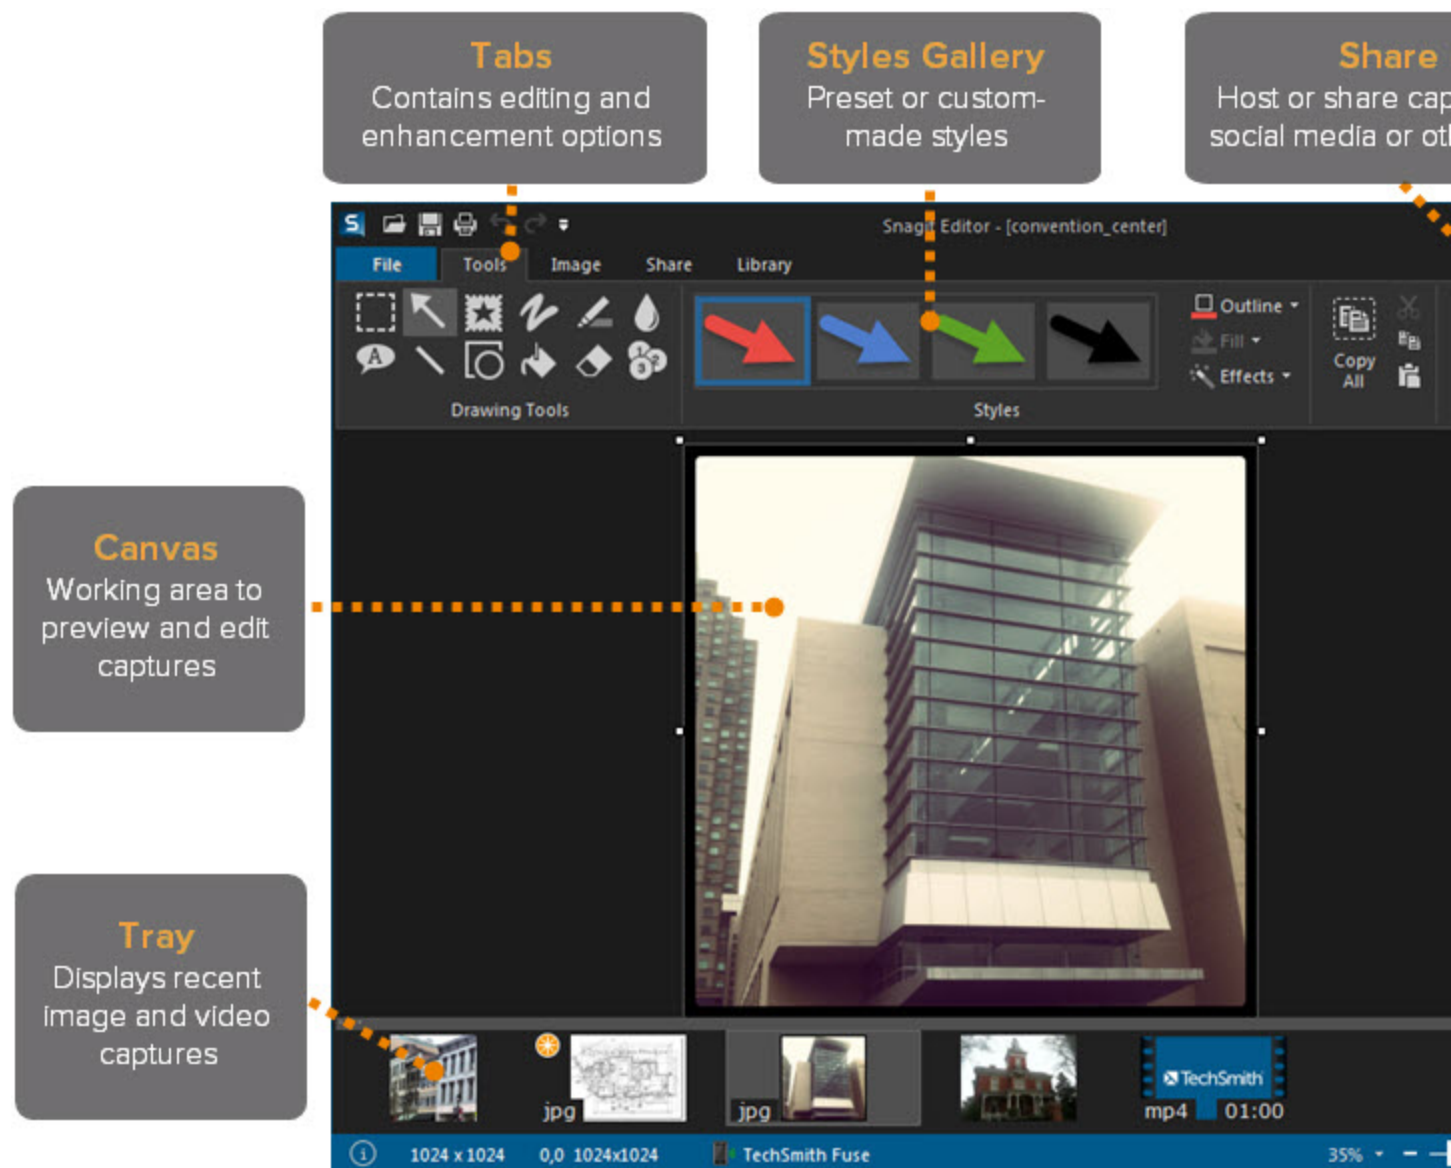 Tabs
Contains editing and
enhancement options
Styles Gallery
Preset or custom-
made styles
Share
Host or share
social media or
Snagit Editor - [convention_center]
File Tools Image Share Library
Outline
Fill
Effects
Copy
All
Drawing Tools
Styles
Canvas
Working area to
preview and edit
captures
Tray
Displays recent
image and video
captures
jpg
jpg
TechSmith
mp4 01:00
1024 x 1024 0,0 1024x1024 TechSmith Fuse 35%